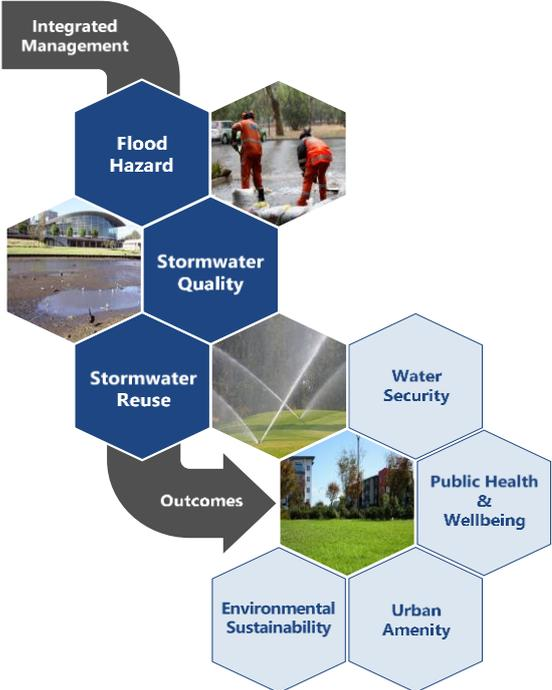 Integrated
Management
Flood
Hazard
Stormwater
Quality
Stormwater
Reuse
Water
Security
Outcomes
Public Health
&
Wellbeing
Environmental
Sustainability
Urban
Amenity